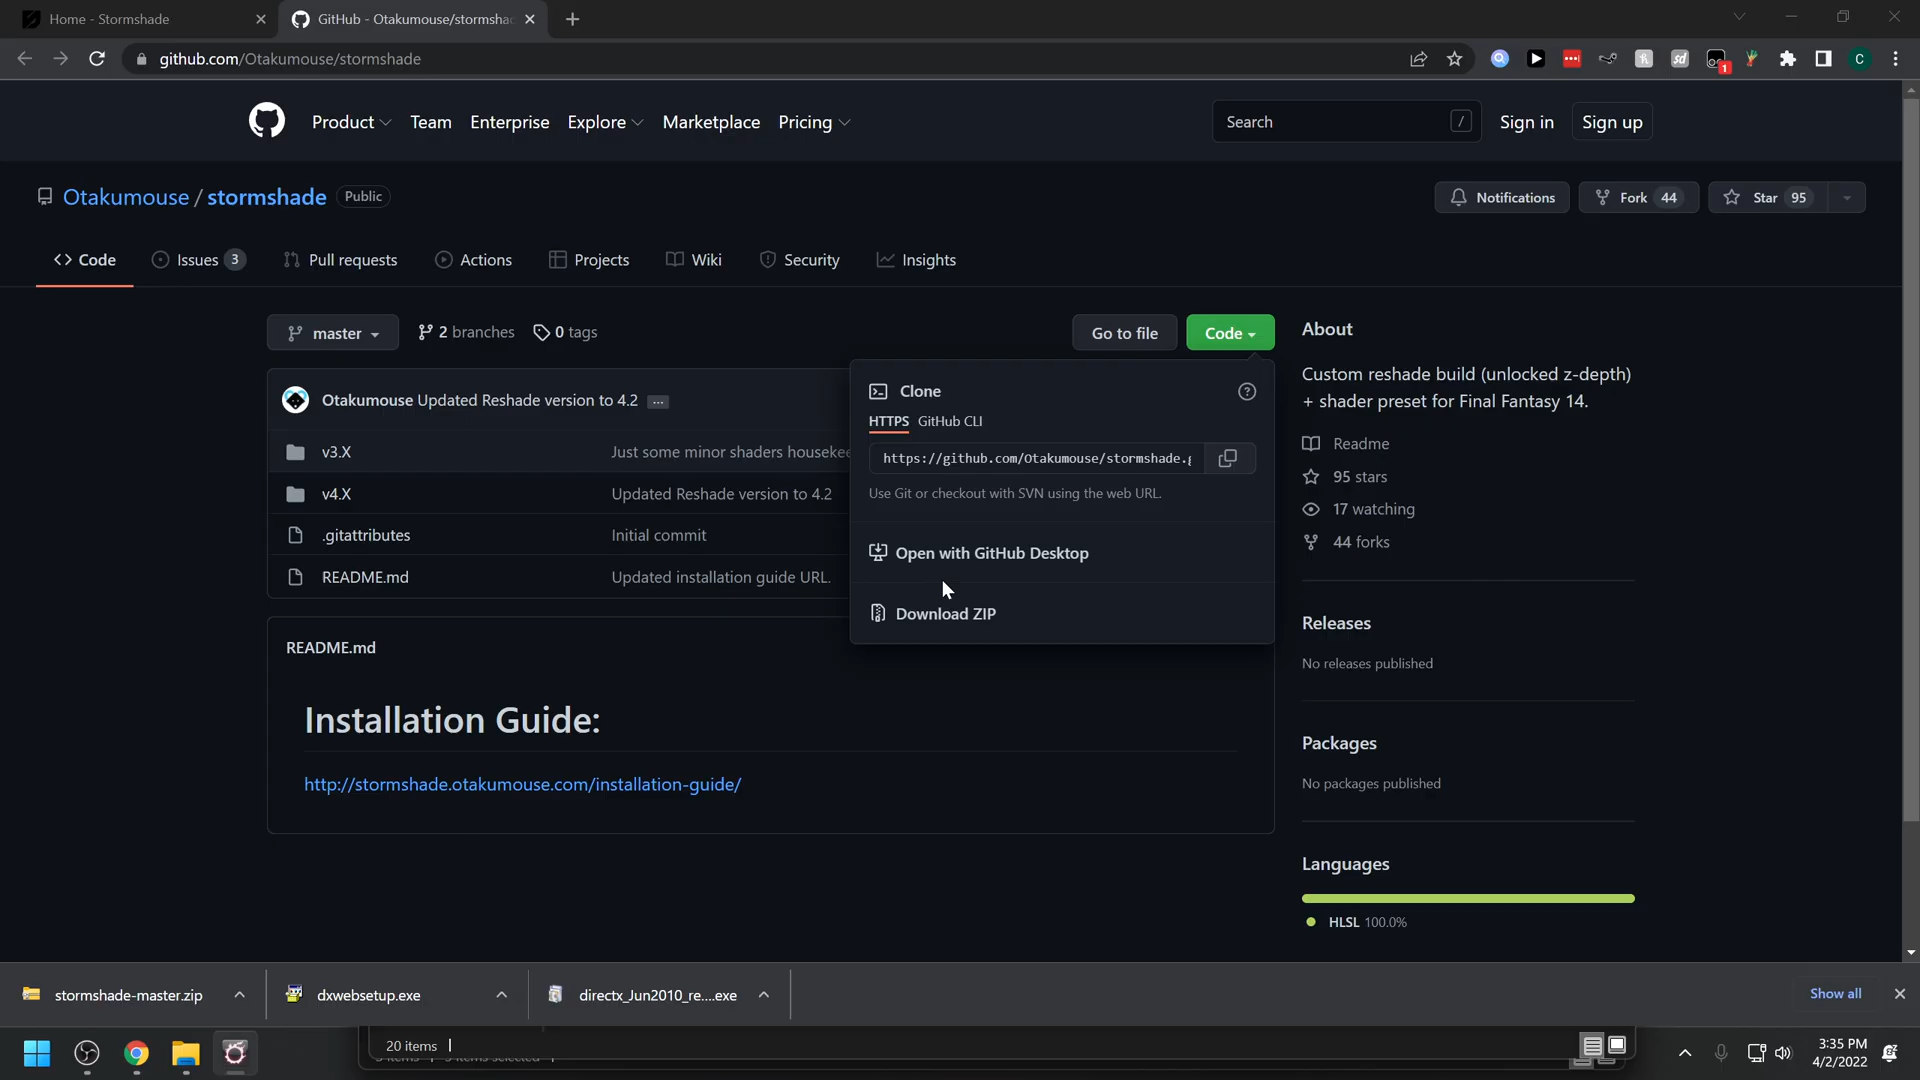 Home - Stormshade
GitHub - Otakumouse/stormsha
github.com/Otakumouse/stormshade
1
C
Product
Team
Enterprise
Explore
Marketplace
Pricing
Search
/
Sign in
Sign up
Otakumouse / stormshade
Public
Notifications
Fork 44
Star 95
<> Code
Issues 3
Pull requests
Actions
Projects
Wiki
Security
Insights
master
2 branches
0 tags
Go to file
Code
Otakumouse Updated Reshade version to 4.2 ...
v3.X
Just some minor shaders houseke
v4.X
Updated Reshade version to 4.2
.gitattributes
Initial commit
README.md
Updated installation guide URL.
Clone
?
HTTPS
GitHub CLI
https://github.com/Otakumouse/stormshade.g
Use Git or checkout with SVN using the web URL.
Open with GitHub Desktop
Download ZIP
README.md
Installation Guide:
http://stormshade.otakumouse.com/installation-guide/
About
Custom reshade build (unlocked z-depth)
+ shader preset for Final Fantasy 14.
Readme
95 stars
17 watching
44 forks
Releases
No releases published
Packages
No packages published
Languages
HLSL 100.0%
stormshade-master.zip
dxwebsetup.exe
directx_Jun2010_re....exe
Show all
20 items
3:35 PM
4/2/2022